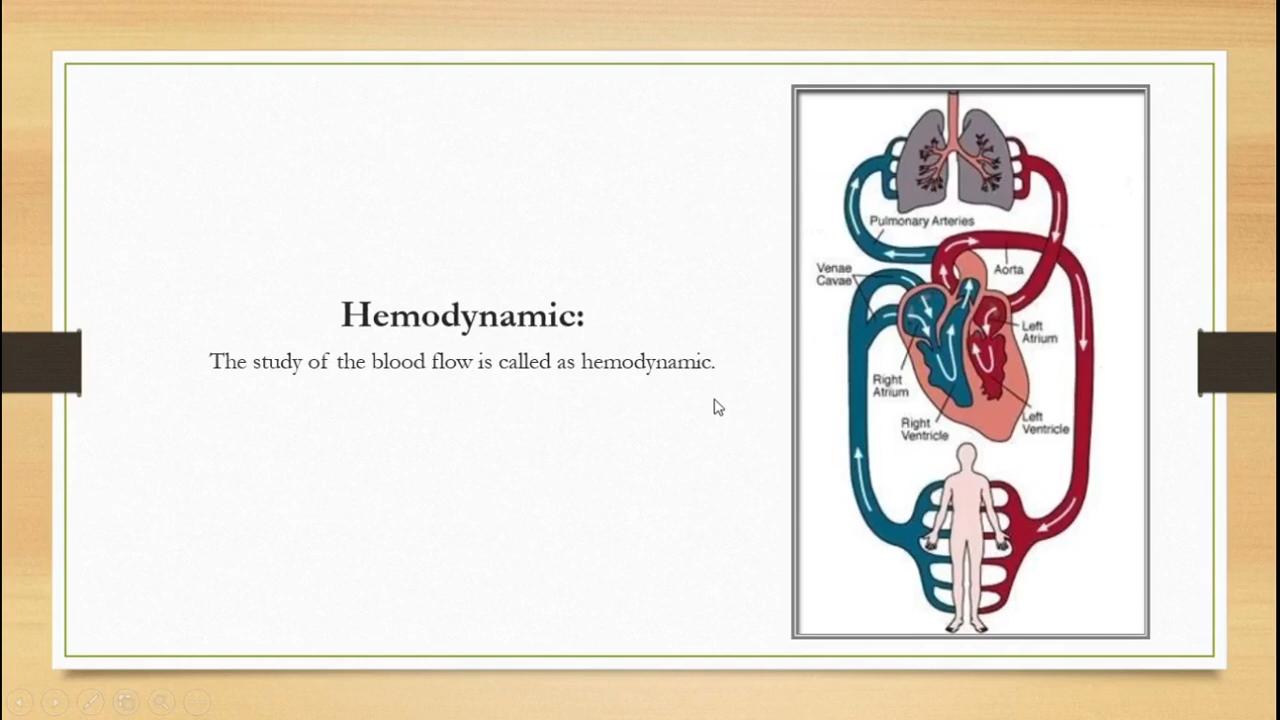 Hemodynamic:
The study of the blood flow is called as hemodynamic.
Pulmonary Arteries
Venae
Cavae
Aorta
Left
Atrium
Right
Atrium
Right
Ventricle
Left
Ventricle